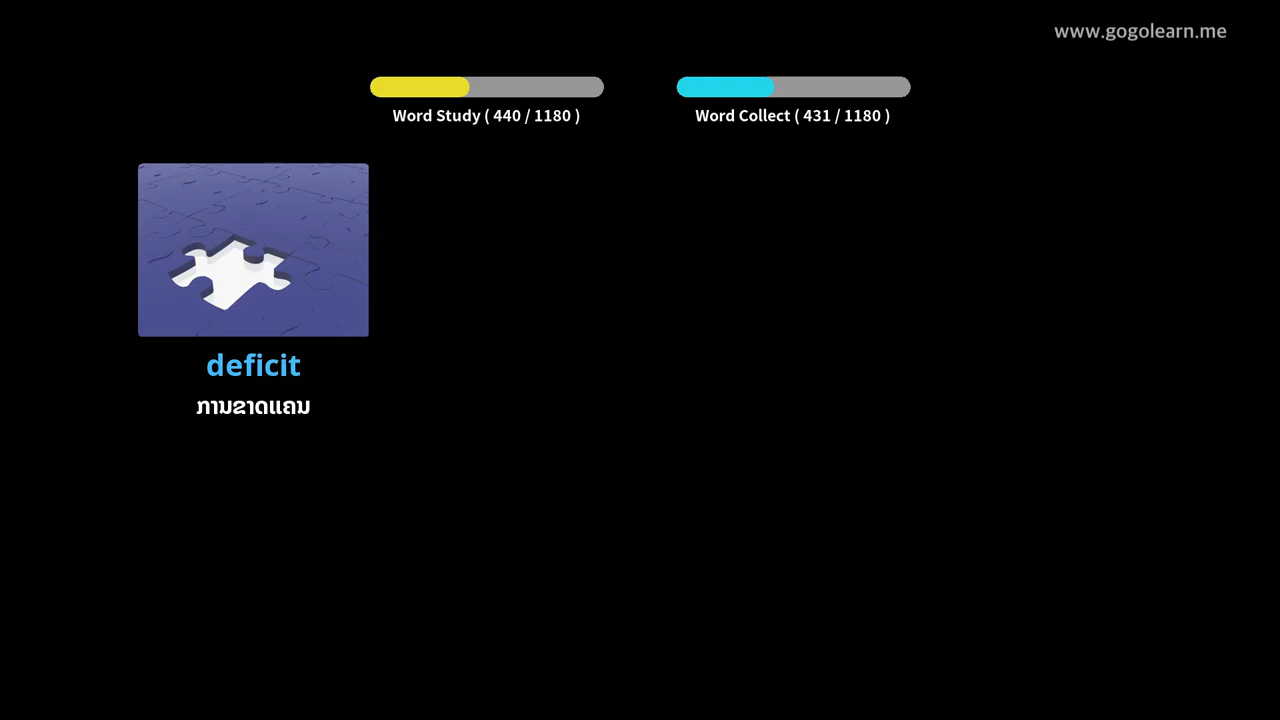 www.gogolearn.me
Word Study ( 440 / 1180 )
Word Collect ( 431 / 1180 )
deficit
ການຂາດແຄນ